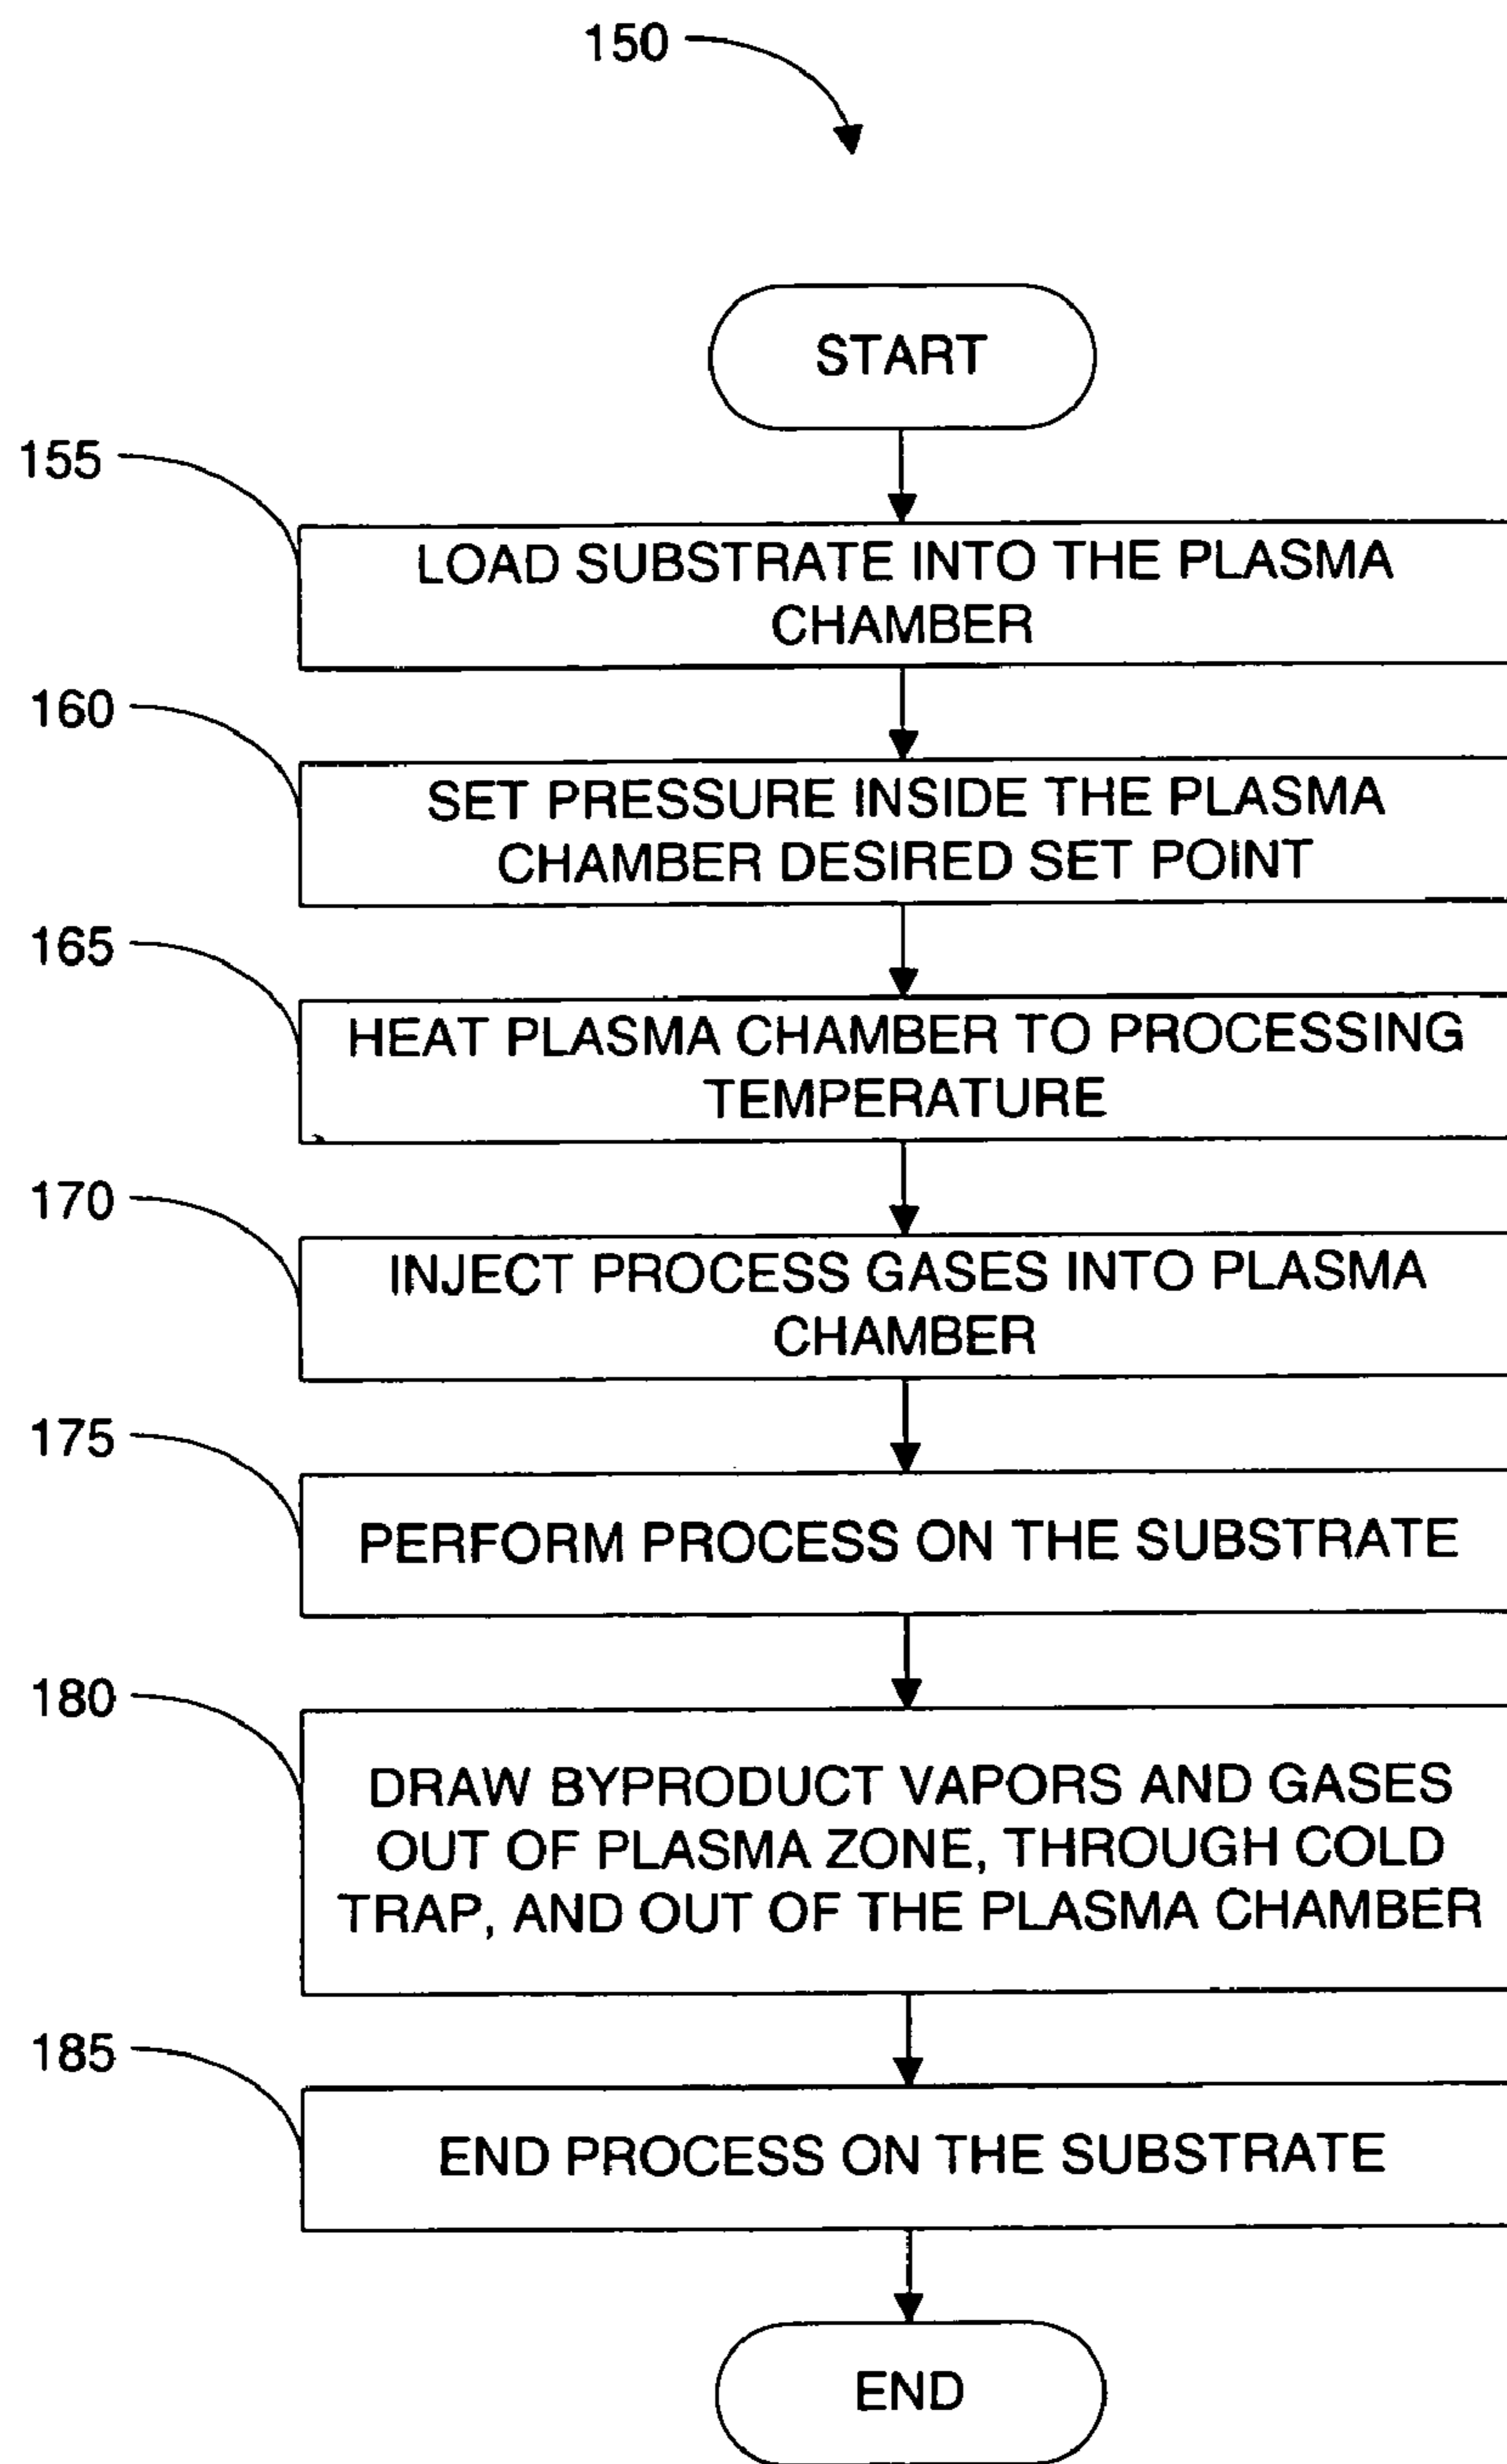 150
START
155
LOAD SUBSTRATE INTO THE PLASMA
CHAMBER
160
SET PRESSURE INSIDE THE PLASMA
CHAMBER DESIRED SET POINT
165
HEAT PLASMA CHAMBER TO PROCESSING
TEMPERATURE
170
INJECT PROCESS GASES INTO PLASMA
CHAMBER
175
PERFORM PROCESS ON THE SUBSTRATE
180
DRAW BYPRODUCT VAPORS AND GASES
OUT OF PLASMA ZONE, THROUGH COLD
TRAP, AND OUT OF THE PLASMA CHAMBER
185
END PROCESS ON THE SUBSTRATE
END